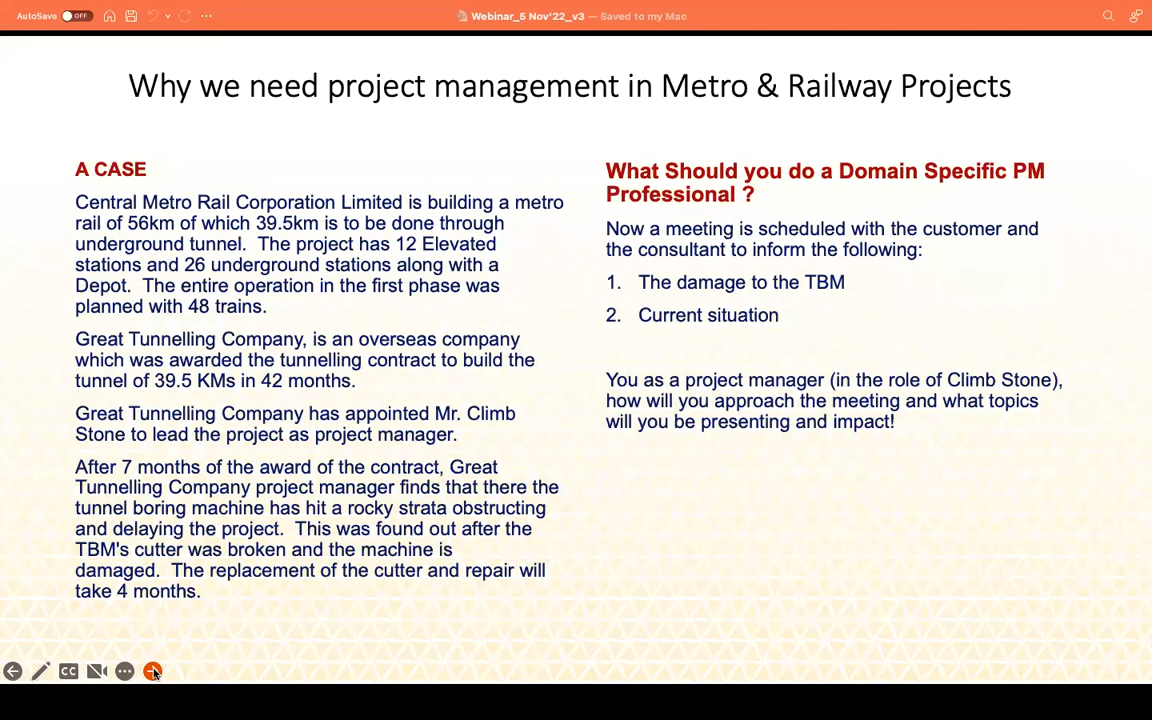 AutoSave OFF
Webinar_5 Nov'22_v3 — Saved to my Mac
Why we need project management in Metro & Railway Projects
A CASE
Central Metro Rail Corporation Limited is building a metro
rail of 56km of which 39.5km is to be done through
underground tunnel. The project has 12 Elevated
stations and 26 underground stations along with a
Depot. The entire operation in the first phase was
planned with 48 trains.
Great Tunnelling Company, is an overseas company
which was awarded the tunnelling contract to build the
tunnel of 39.5 KMs in 42 months.
Great Tunnelling Company has appointed Mr. Climb
Stone to lead the project as project manager.
After 7 months of the award of the contract, Great
Tunnelling Company project manager finds that there the
tunnel boring machine has hit a rocky strata obstructing
and delaying the project. This was found out after the
TBM's cutter was broken and the machine is
damaged. The replacement of the cutter and repair will
take 4 months.
What Should you do a Domain Specific PM
Professional ?
Now a meeting is scheduled with the customer and
the consultant to inform the following:
1. The damage to the TBM
2. Current situation
You as a project manager (in the role of Climb Stone),
how will you approach the meeting and what topics
will you be presenting and impact!
CC